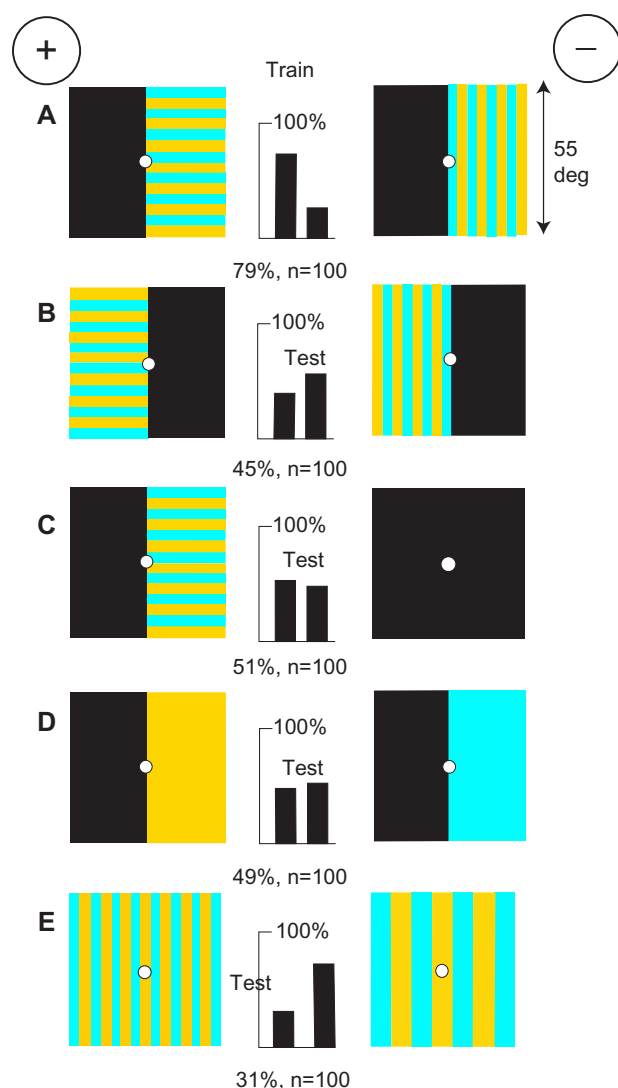 +
−
Train
A
100%
55
deg
79%, n=100
B
100%
Test
45%, n=100
C
100%
Test
51%, n=100
D
100%
Test
49%, n=100
E
100%
Test
31%, n=100